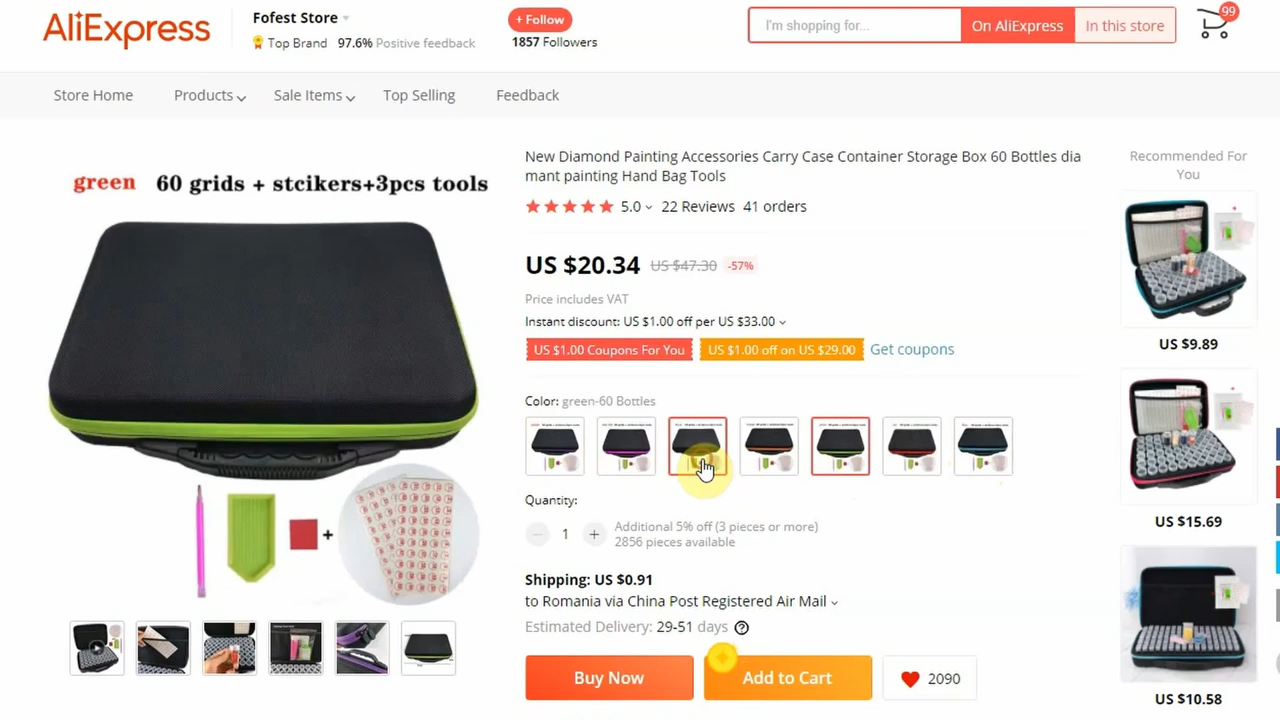 AliExpress
Fofest Store
Top Brand 97.6% Positive feedback
+ Follow
1857 Followers
I'm shopping for...
On AliExpress
In this store
99
Store Home
Products
Sale Items
Top Selling
Feedback
green 60 grids + stcikers+3pcs tools
New Diamond Painting Accessories Carry Case Container Storage Box 60 Bottles dia
mant painting Hand Bag Tools
5.0 22 Reviews 41 orders
US $20.34 US $47.30 -57%
Price includes VAT
Instant discount: US $1.00 off per US $33.00
US $1.00 Coupons For You
US $1.00 off on US $29.00
Get coupons
Color: green-60 Bottles
Quantity:
1
Additional 5% off (3 pieces or more)
2856 pieces available
Shipping: US $0.91
to Romania via China Post Registered Air Mail
Estimated Delivery: 29-51 days
Buy Now
Add to Cart
2090
Recommended For
You
US $9.89
US $15.69
US $10.58